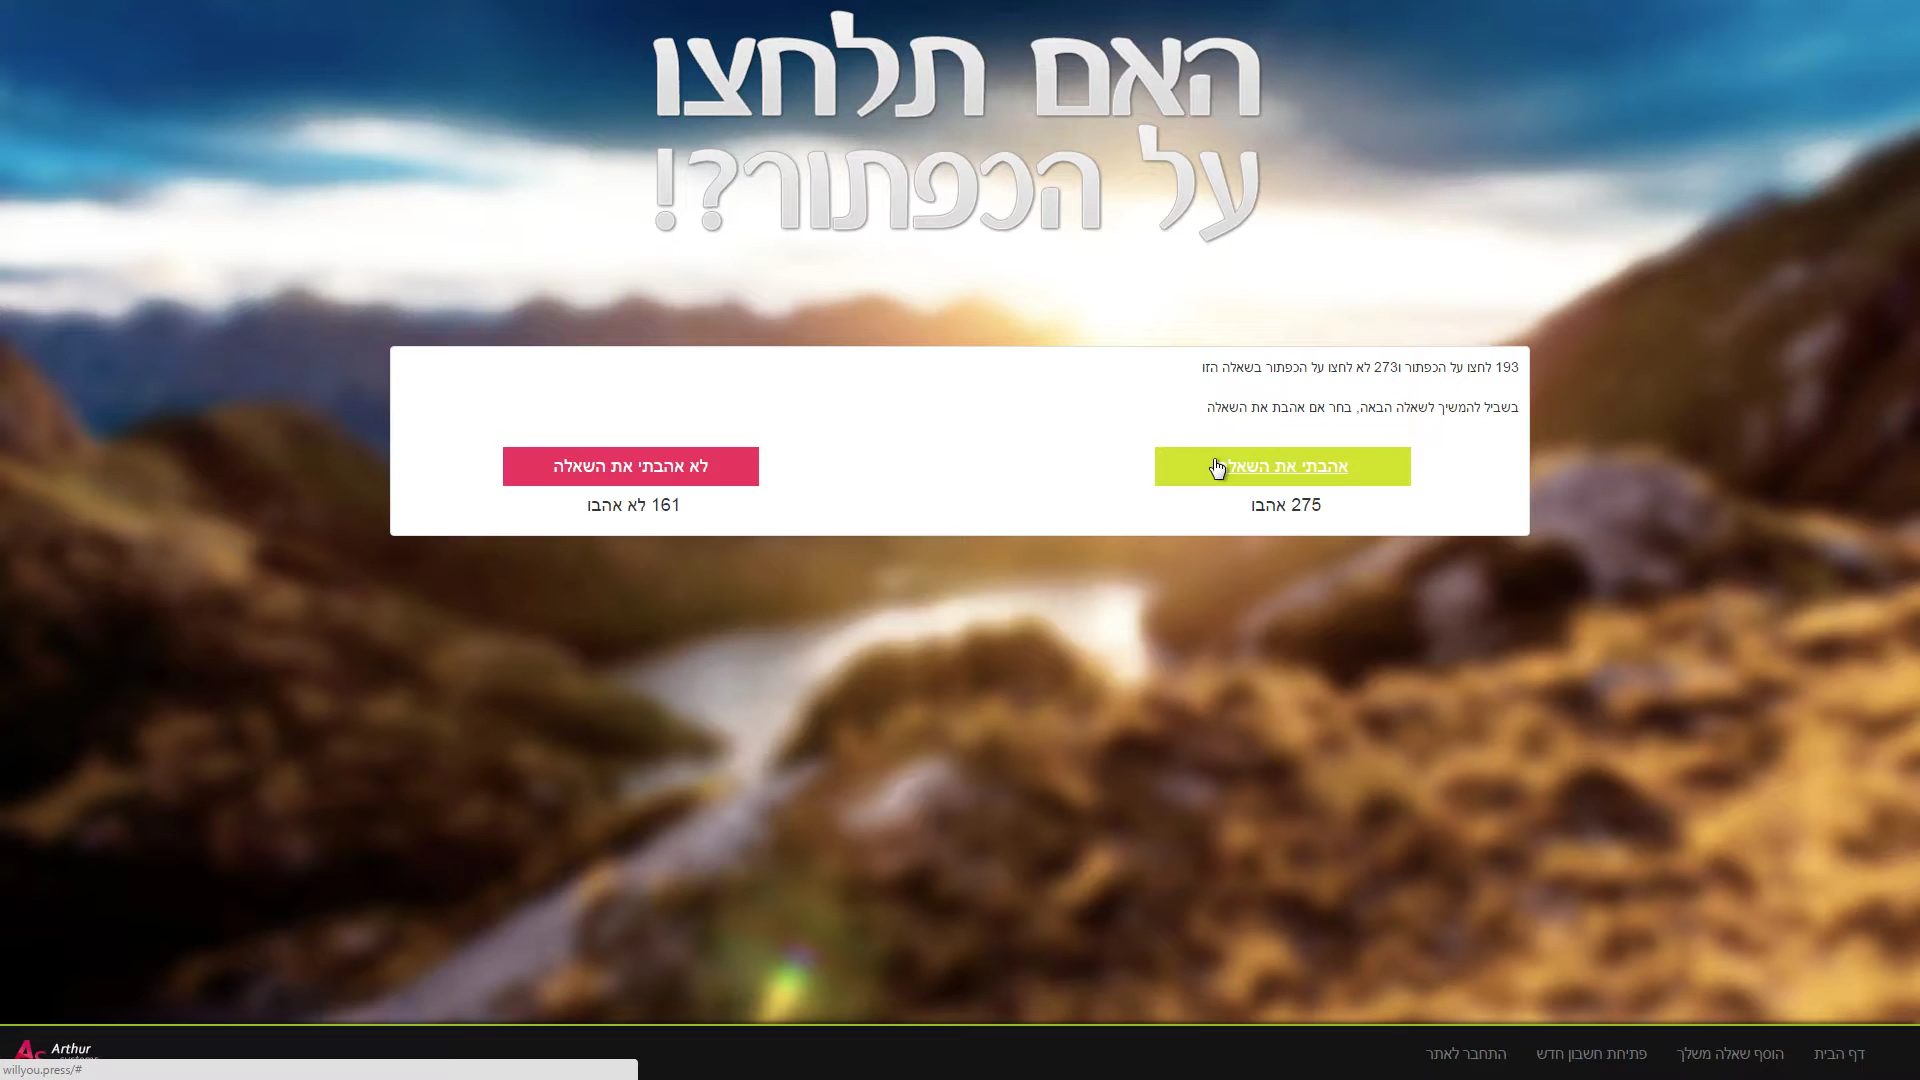 האם תלחצו
על הכפתור?!
193 לחצו על הכפתור ו273 לא לחצו על הכפתור בשאלה הזו
בשביל להמשיך לשאלה הבאה, בחר אם אהבת את השאלה
אהבתי את השאלה
לא אהבתי את השאלה
275 אהבו
161 לא אהבו
דף הבית
הוסף שאלה משלך
פתיחת חשבון חדש
התחבר לאתר
As Arthur
willyou.press/#